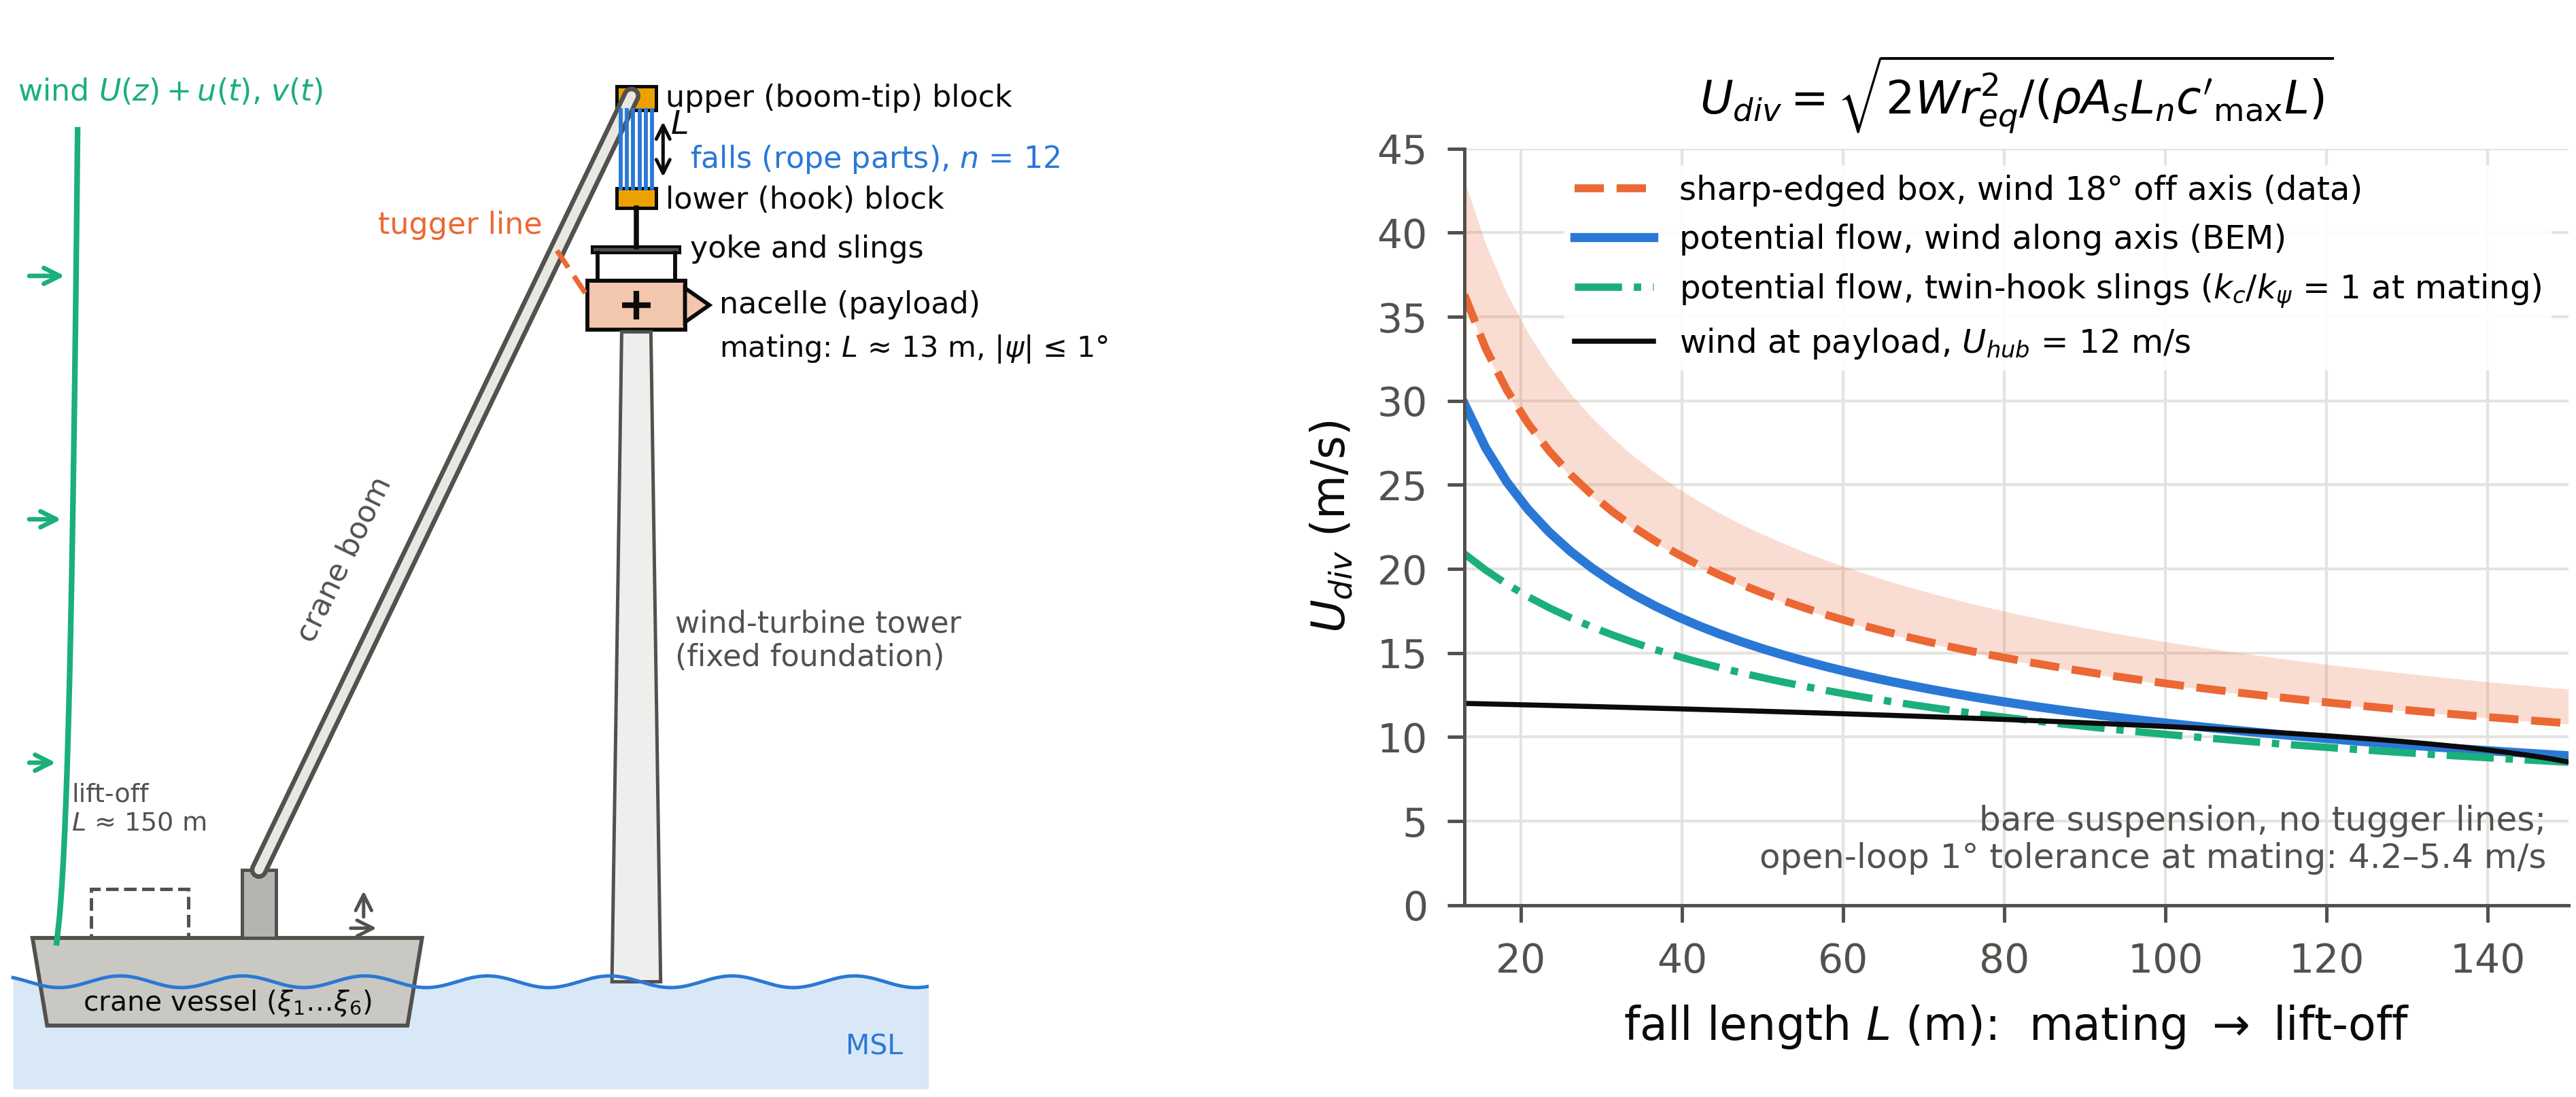 wind U(z) + u(t), v(t)
upper (boom-tip) block
L
falls (rope parts), n = 12
lower (hook) block
tugger line
yoke and slings
nacelle (payload)
mating: L ≈ 13 m, |ψ| ≤ 1°
crane boom
wind-turbine tower
(fixed foundation)
lift-off
L ≈ 150 m
crane vessel (ξ₁...ξ₆)
MSL
U_div = √(2Wr²_eq/(ρA_sL_nc′_maxL))
sharp-edged box, wind 18° off axis (data)
potential flow, wind along axis (BEM)
potential flow, twin-hook slings (k_c/k_ψ = 1 at mating)
wind at payload, U_hub = 12 m/s
U_div (m/s)
45
40
35
30
25
20
15
10
5
0
bare suspension, no tugger lines;
open-loop 1° tolerance at mating: 4.2–5.4 m/s
20 40 60 80 100 120 140
fall length L (m): mating → lift-off